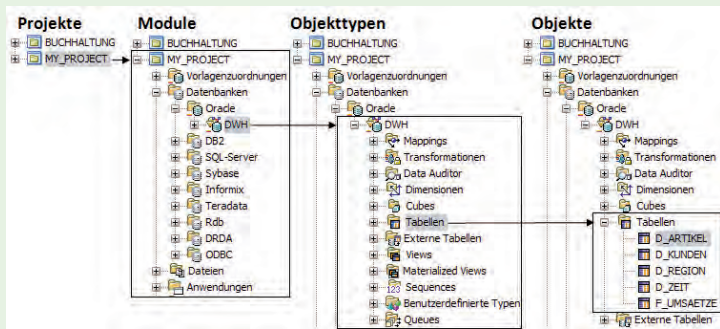 Projekte
BUCHHALTUNG
MY_PROJECT
Module
BUCHHALTUNG
MY_PROJECT
Vorlagenzuordnungen
Datenbanken
Oracle
DWH
DB2
SQL-Server
Sybase
Informix
Teradata
Rdb
DRDA
ODBC
Dateien
Anwendungen
Objekttypen
BUCHHALTUNG
MY_PROJECT
Vorlagenzuordnungen
Datenbanken
Oracle
DWH
Mappings
Transformationen
Data Auditor
Dimensionen
Cubes
Tabellen
Externe Tabellen
Views
Materialized Views
123 Sequences
Benutzerdefinierte Typen
Queues
Objekte
BUCHHALTUNG
MY_PROJECT
Vorlagenzuordnungen
Datenbanken
Oracle
DWH
Mappings
Transformationen
Data Auditor
Dimensionen
Cubes
Tabellen
D_ARTIKEL
D_KUNDEN
D_REGION
D_ZEIT
F_UMSAETZE
Externe Tabellen